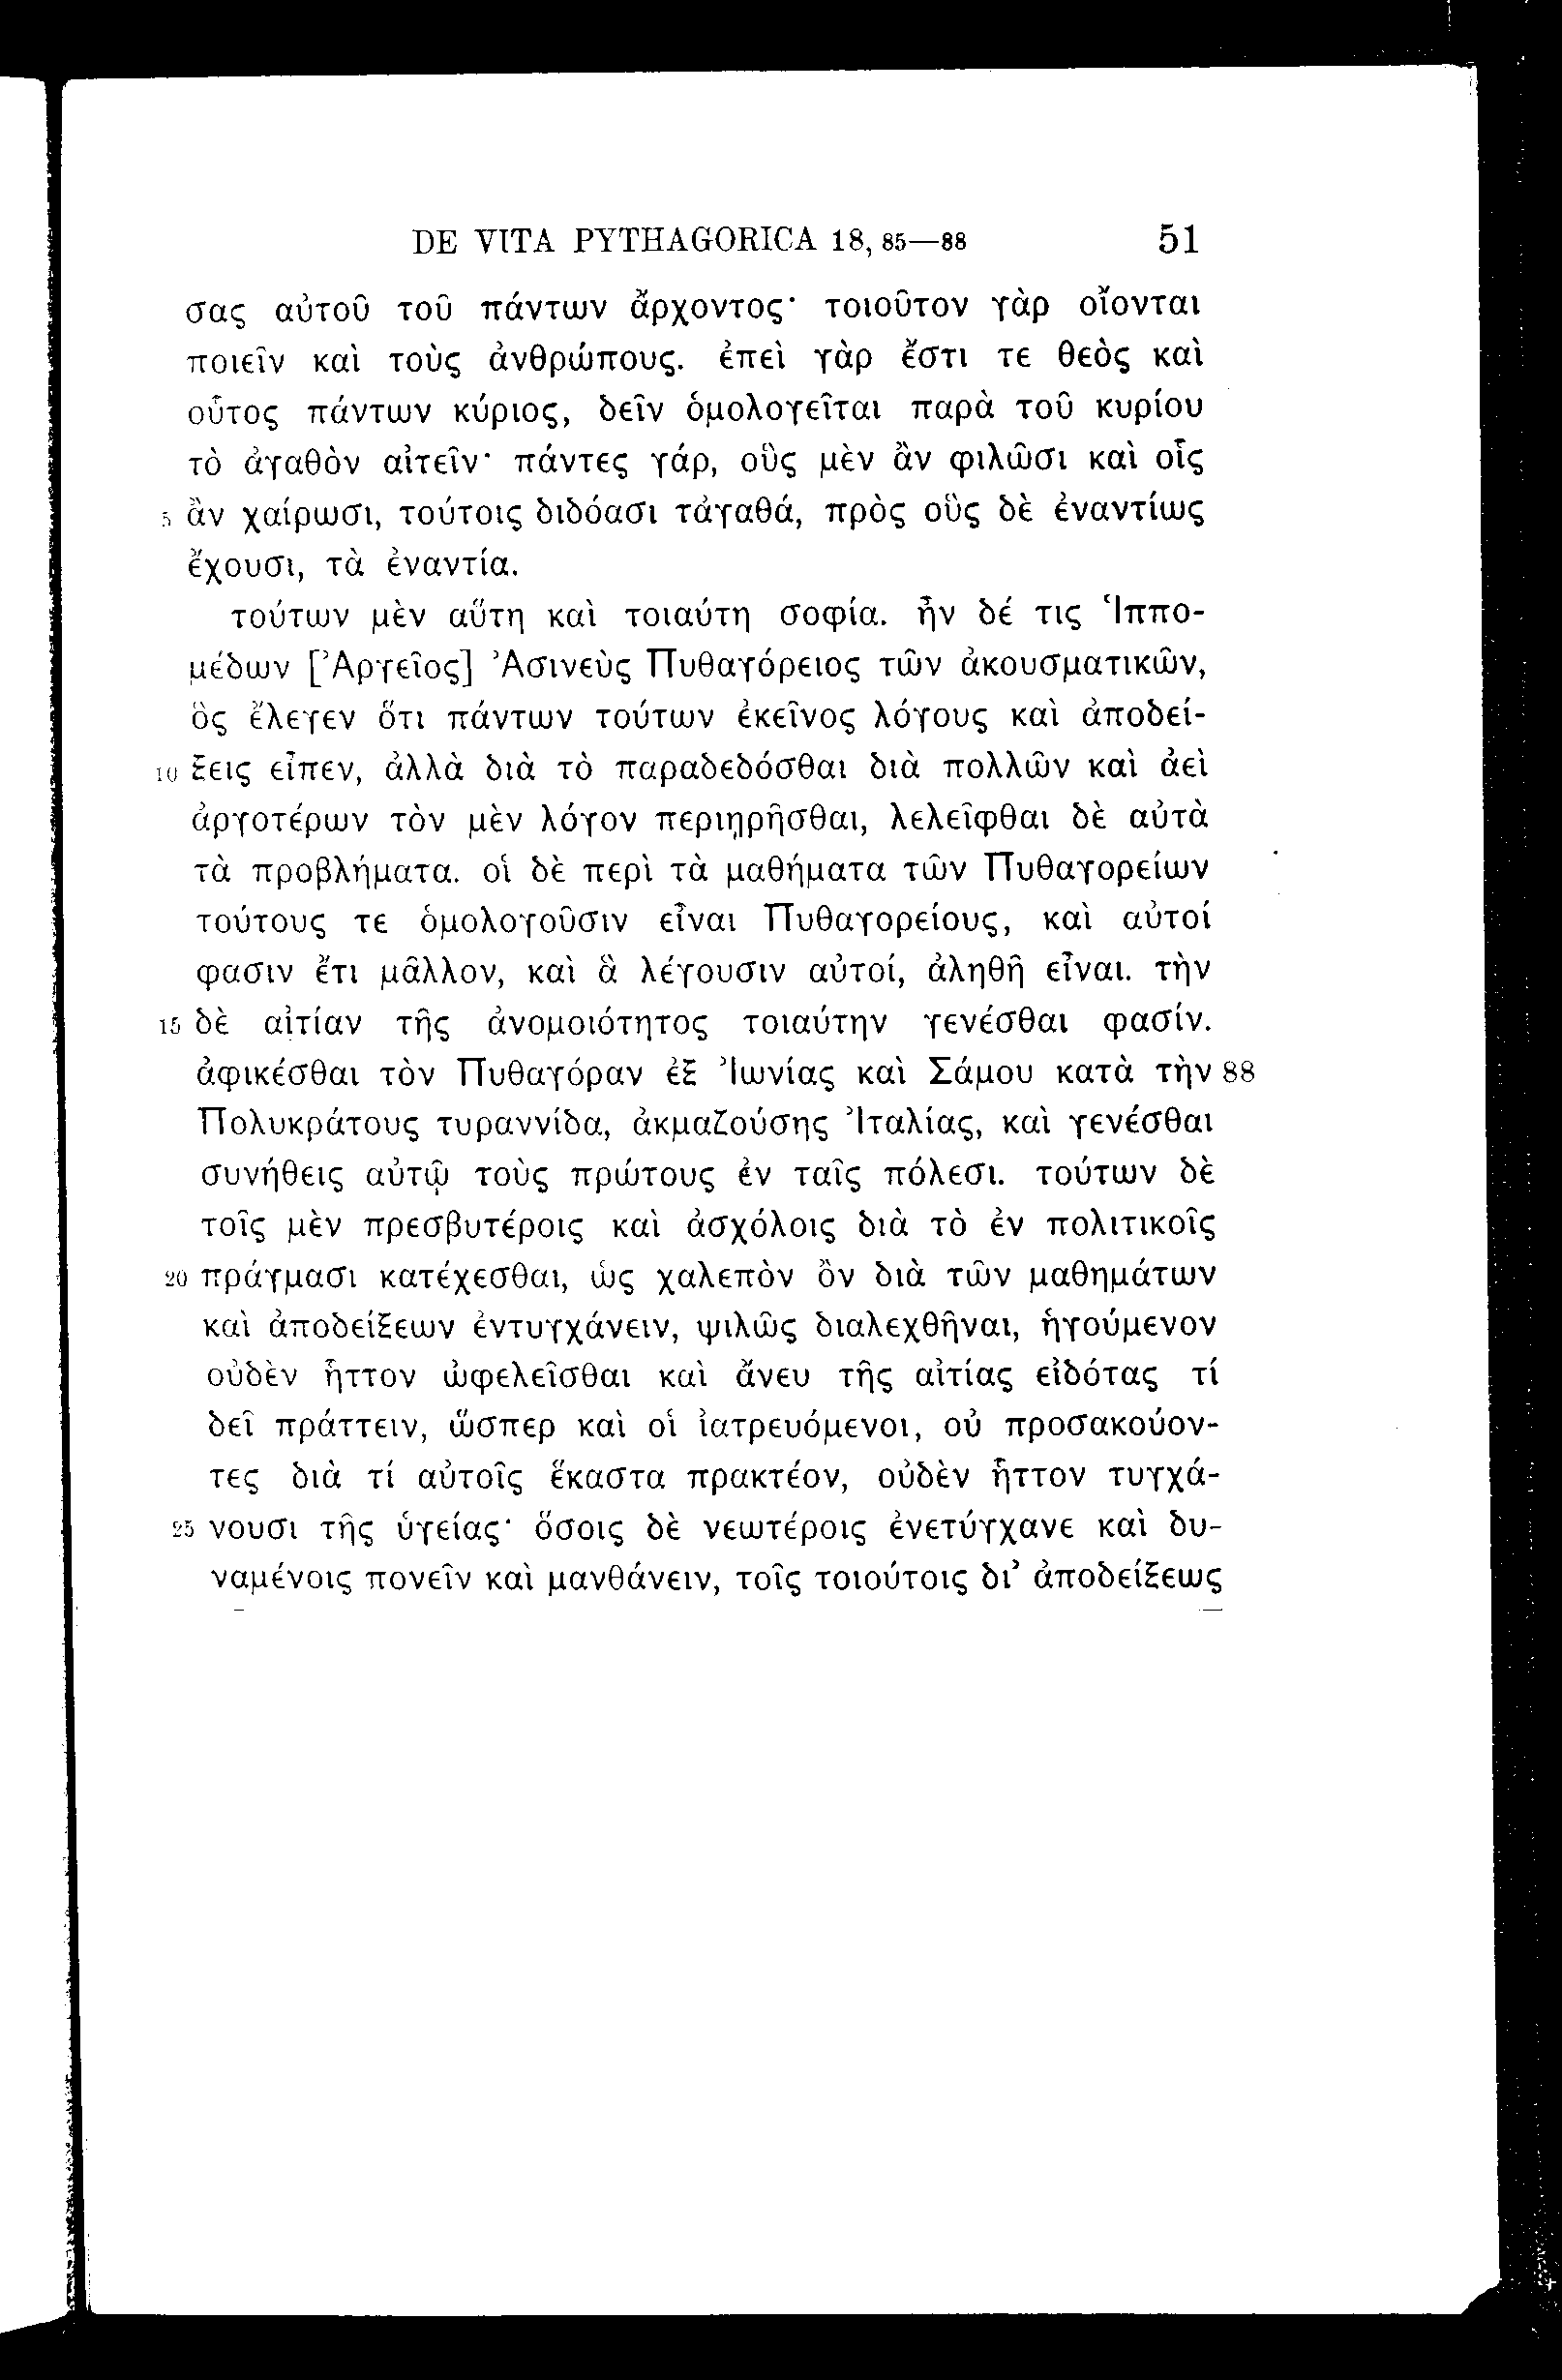 DE VITA PYTHAGORICA 18, 85—88 51
σας αὐτοῦ τοῦ πάντων ἄρχοντος· τοιοῦτον γὰρ οἴονται
ποιεῖν καὶ τοὺς ἀνθρώπους. ἐπεὶ γὰρ ἔστι τε θεὸς καὶ
οὗτος πάντων κύριος, δεῖν ὁμολογεῖται παρὰ τοῦ κυρίου
τὸ ἀγαθὸν αἰτεῖν· πάντες γάρ, οὓς μὲν ἂν φιλῶσι καὶ οἷς
5 ἂν χαίρωσι, τούτοις διδόασι τἀγαθά, πρὸς οὓς δὲ ἐναντίως
ἔχουσι, τὰ ἐναντία.
τούτων μὲν αὕτη καὶ τοιαύτη σοφία. ἦν δέ τις Ἱππο-
μέδων [Ἀργεῖος] Ἀσινεὺς Πυθαγόρειος τῶν ἀκουσματικῶν,
ὃς ἔλεγεν ὅτι πάντων τούτων ἐκεῖνος λόγους καὶ ἀποδεί-
10 ξεις εἶπεν, ἀλλὰ διὰ τὸ παραδεδόσθαι διὰ πολλῶν καὶ ἀεὶ
ἀργοτέρων τὸν μὲν λόγον περιῃρῆσθαι, λελεῖφθαι δὲ αὐτὰ
τὰ προβλήματα. οἱ δὲ περὶ τὰ μαθήματα τῶν Πυθαγορείων
τούτους τε ὁμολογοῦσιν εἶναι Πυθαγορείους, καὶ αὐτοί
φασιν ἔτι μᾶλλον, καὶ ἃ λέγουσιν αὐτοί, ἀληθῆ εἶναι. τὴν
15 δὲ αἰτίαν τῆς ἀνομοιότητος τοιαύτην γενέσθαι φασίν.
ἀφικέσθαι τὸν Πυθαγόραν ἐξ Ἰωνίας καὶ Σάμου κατὰ τὴν 88
Πολυκράτους τυραννίδα, ἀκμαζούσης Ἰταλίας, καὶ γενέσθαι
συνήθεις αὐτῷ τοὺς πρώτους ἐν ταῖς πόλεσι. τούτων δὲ
τοῖς μὲν πρεσβυτέροις καὶ ἀσχόλοις διὰ τὸ ἐν πολιτικοῖς
20 πράγμασι κατέχεσθαι, ὡς χαλεπὸν ὂν διὰ τῶν μαθημάτων
καὶ ἀποδείξεων ἐντυγχάνειν, ψιλῶς διαλεχθῆναι, ἡγούμενον
οὐδὲν ἧττον ὠφελεῖσθαι καὶ ἄνευ τῆς αἰτίας εἰδότας τί
δεῖ πράττειν, ὥσπερ καὶ οἱ ἰατρευόμενοι, οὐ προσακούον-
τες διὰ τί αὐτοῖς ἕκαστα πρακτέον, οὐδὲν ἧττον τυγχά-
25 νουσι τῆς ὑγείας· ὅσοις δὲ νεωτέροις ἐνετύγχανε καὶ δυ-
ναμένοις πονεῖν καὶ μανθάνειν, τοῖς τοιούτοις δι’ ἀποδείξεως